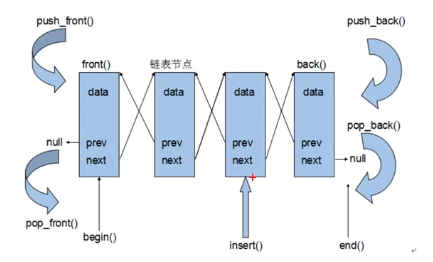 push_front()
push_back()
front()
链表节点
back()
data
data
data
data
pop_back()
null
prev
prev
prev
prev
next
next
next
next
null
pop_front()
begin()
insert()
end()